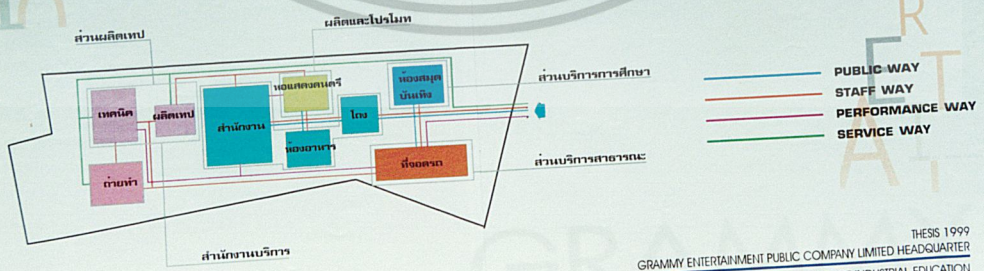 ส่วนผลิตเทป
ผลิตและโปรโมท
เทคนิค
ผลิตเทป
สำนักงาน
หอแสดงดนตรี
ห้องสมุด
บันเทิง
โถง
ห้องอาหาร
ที่จอดรถ
ถ่ายทำ
ส่วนบริการการศึกษา
ส่วนบริการสาธารณะ
สำนักงานบริการ
PUBLIC WAY
STAFF WAY
PERFORMANCE WAY
SERVICE WAY
GRAMMY
THESIS 1999
GRAMMY ENTERTAINMENT PUBLIC COMPANY LIMITED HEADQUARTER
INDUSTRIAL EDUCATION